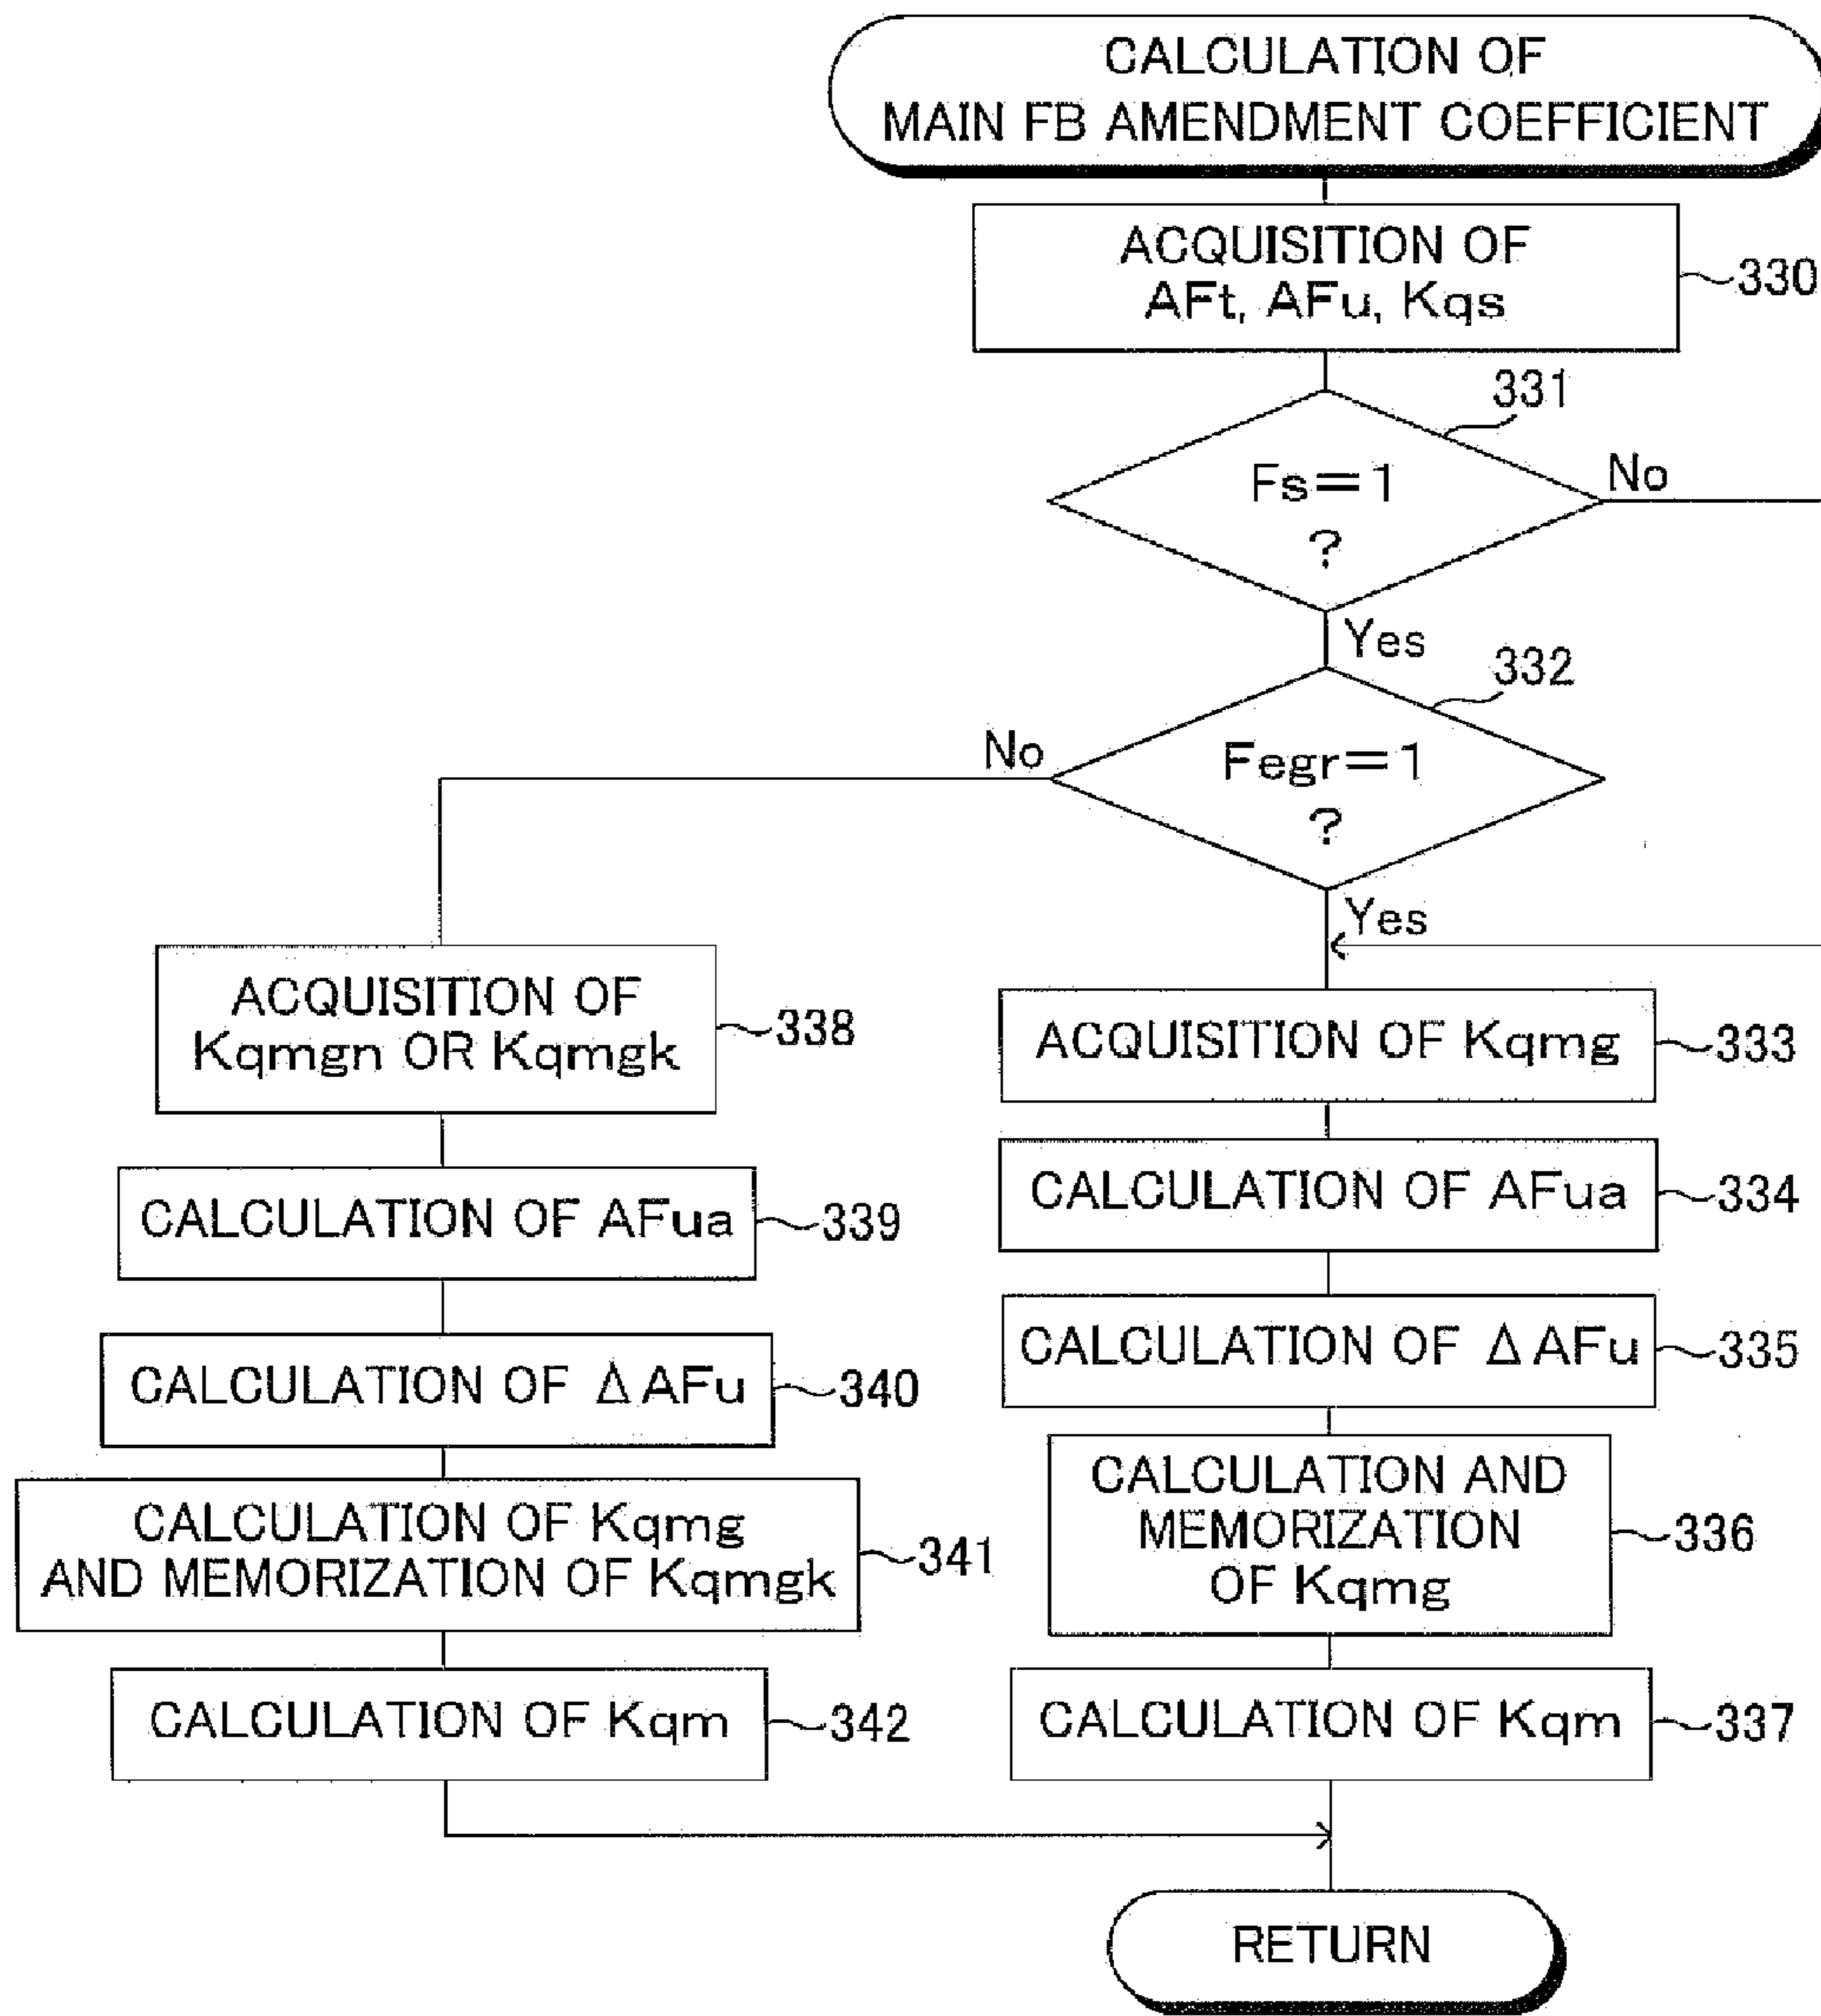 CALCULATION OF
MAIN FB AMENDMENT COEFFICIENT
ACQUISITION OF
AFt, AFu, Kqs
330
331
Fs=1
?
No
Yes
332
Fegr=1
?
No
Yes
ACQUISITION OF
Kqmgn OR Kqmgk
338
CALCULATION OF AFua
339
CALCULATION OF Δ AFu
340
CALCULATION OF Kqmg
AND MEMORIZATION OF Kqmgk
341
CALCULATION OF Kqm
342
ACQUISITION OF Kqmg
333
CALCULATION OF AFua
334
CALCULATION OF Δ AFu
335
CALCULATION AND
MEMORIZATION
OF Kqmg
336
CALCULATION OF Kqm
337
RETURN